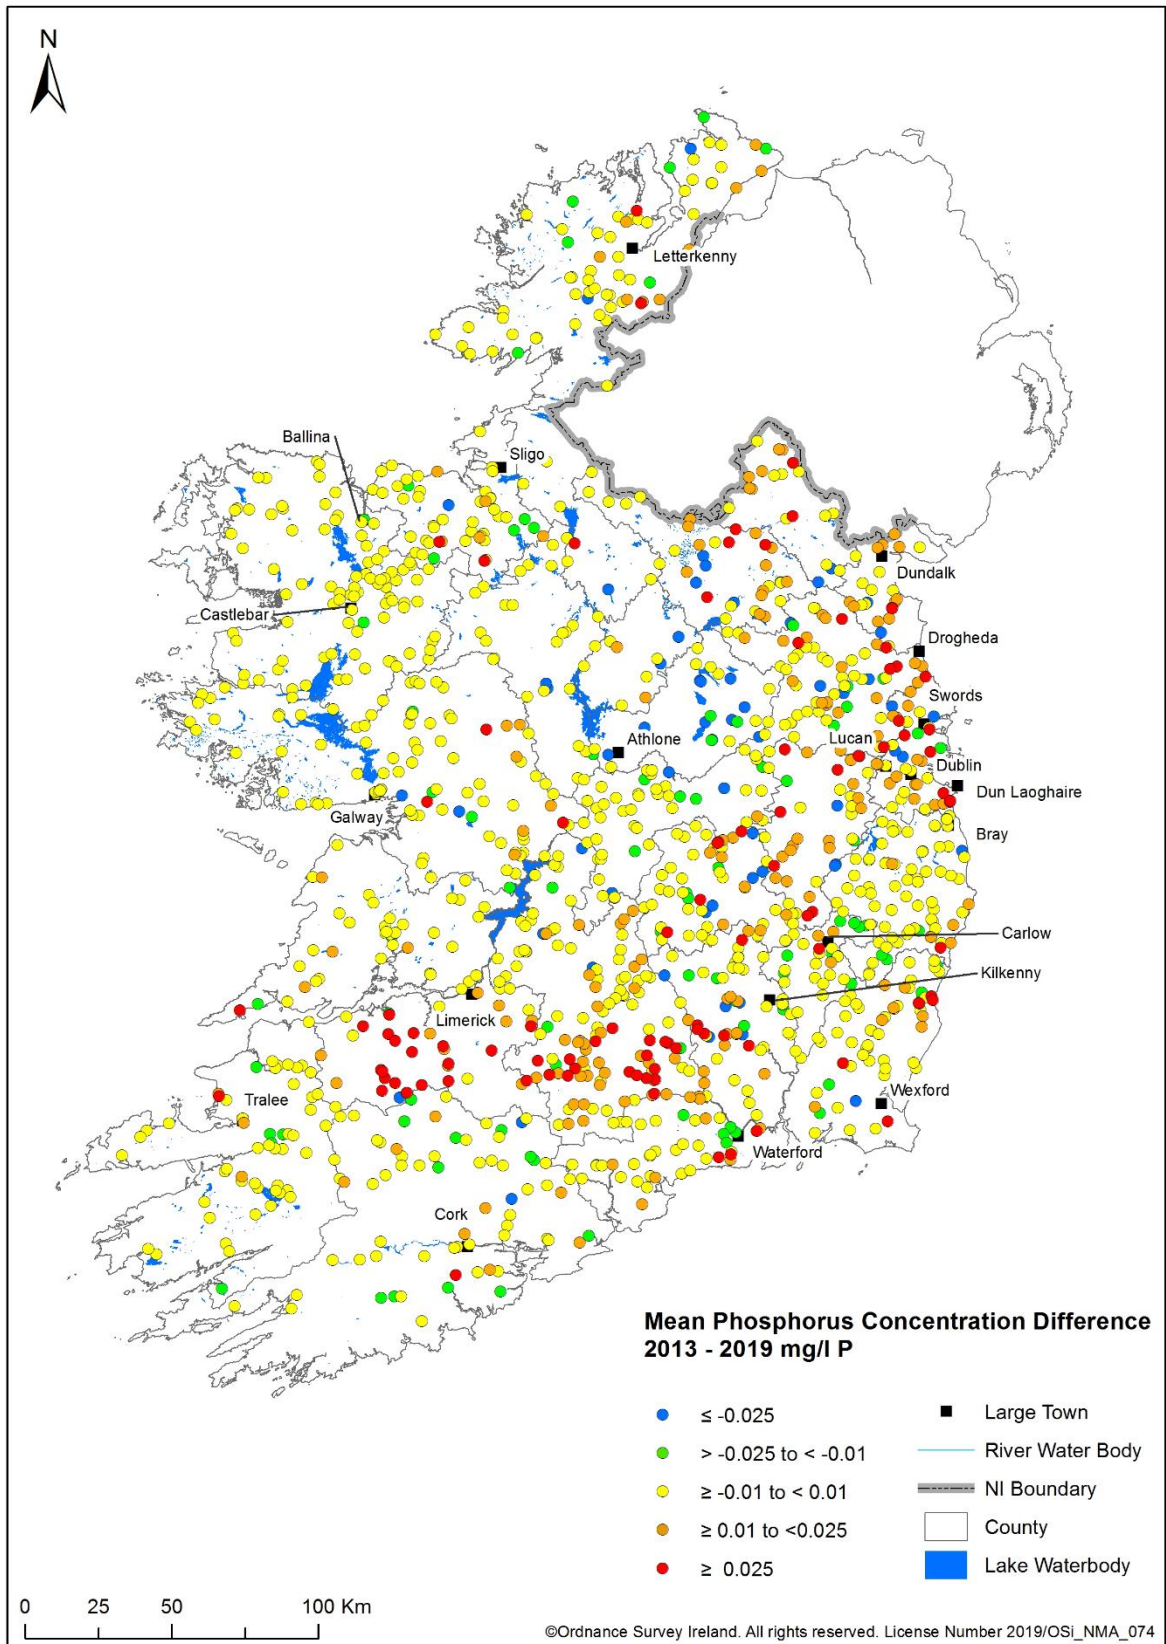 N
Letterkenny
Ballina
Sligo
Castlebar
Dundalk
Drogheda
Swords
Athlone
Lucan
Dublin
Dun Laoghaire
Galway
Bray
Carlow
Kilkenny
Limerick
Tralee
Wexford
Waterford
Cork
Mean Phosphorus Concentration Difference
2013 - 2019 mg/l P
≤ -0.025
> -0.025 to < -0.01
≥ -0.01 to < 0.01
≥ 0.01 to <0.025
≥ 0.025
Large Town
River Water Body
NI Boundary
County
Lake Waterbody
0 25 50 100 Km
©Ordnance Survey Ireland. All rights reserved. License Number 2019/OSi_NMA_074